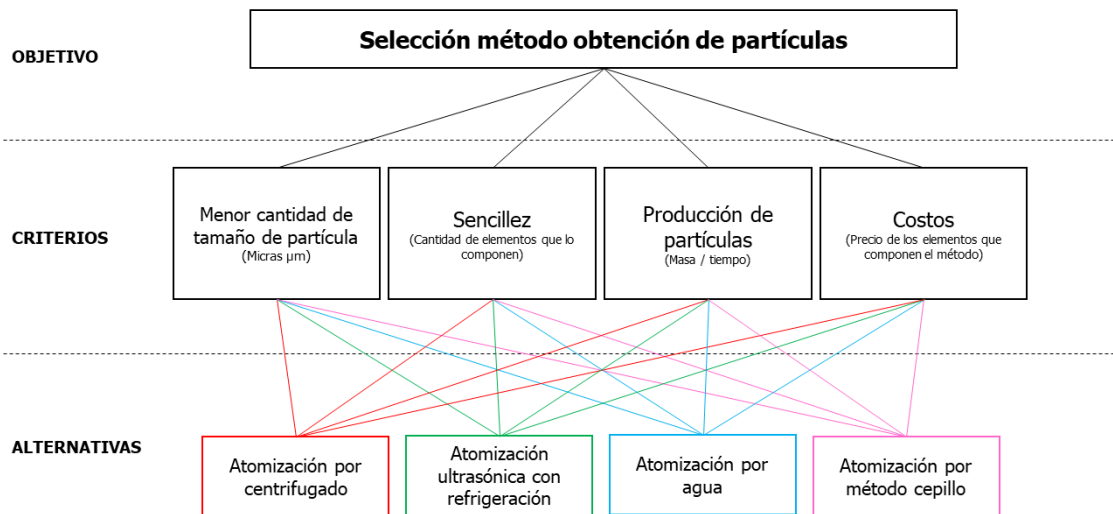 Selección método obtención de partículas
OBJETIVO
Menor cantidad de
tamaño de partícula
(Micras µm)
Sencillez
(Cantidad de elementos que lo
componen)
Producción de
partículas
(Masa / tiempo)
Costos
(Precio de los elementos que
componen el método)
CRITERIOS
ALTERNATIVAS
Atomización por
centrifugado
Atomización
ultrasónica con
refrigeración
Atomización por
agua
Atomización por
método cepillo